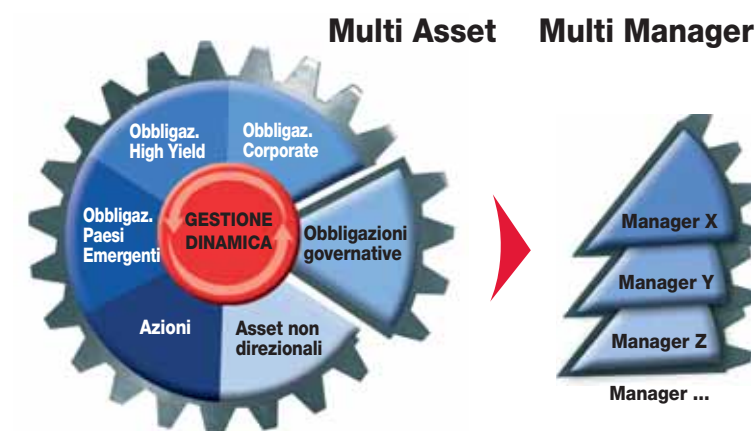 Multi Asset Multi Manager
Obbligaz.
High Yield
Obbligaz.
Corporate
Obbligaz.
Paesi
Emergenti
GESTIONE
DINAMICA
Obbligazioni
governative
Azioni
Asset non
direzionali
Manager X
Manager Y
Manager Z
Manager ...